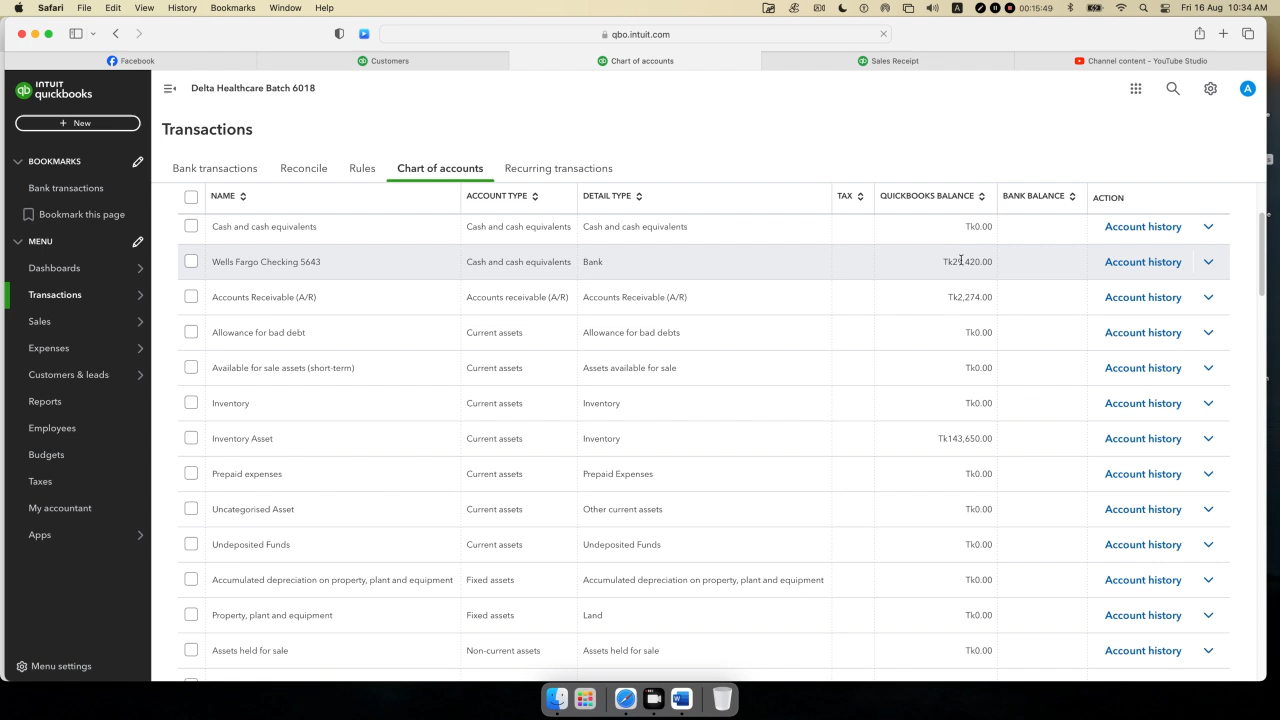 Safari File Edit View History Bookmarks Window Help A 00:15:49 Fri 16 Aug 10:34 AM
qbo.intuit.com
Facebook Customers Chart of accounts Sales Receipt Channel content – YouTube Studio
INTUIT
quickbooks
Delta Healthcare Batch 6018 A
+ New
Transactions
BOOKMARKS
Bank transactions
Bookmark this page
MENU
Dashboards
Transactions
Sales
Expenses
Customers & leads
Reports
Employees
Budgets
Taxes
My accountant
Apps
Menu settings
Bank transactions Reconcile Rules Chart of accounts Recurring transactions
NAME ACCOUNT TYPE DETAIL TYPE TAX QUICKBOOKS BALANCE BANK BALANCE ACTION
Cash and cash equivalents Cash and cash equivalents Cash and cash equivalents Tk0.00 Account history
Wells Fargo Checking 5643 Cash and cash equivalents Bank Account history
Accounts Receivable (A/R) Accounts receivable (A/R) Accounts Receivable (A/R) Tk2,274.00 Account history
Allowance for bad debt Current assets Allowance for bad debts Tk0.00 Account history
Available for sale assets (short-term) Current assets Assets available for sale Tk0.00 Account history
Inventory Current assets Inventory Tk0.00 Account history
Inventory Asset Current assets Inventory Tk143,650.00 Account history
Prepaid expenses Current assets Prepaid Expenses Tk0.00 Account history
Uncategorised Asset Current assets Other current assets Tk0.00 Account history
Undeposited Funds Current assets Undeposited Funds Tk0.00 Account history
Accumulated depreciation on property, plant and equipment Fixed assets Accumulated depreciation on property, plant and equipment Tk0.00 Account history
Property, plant and equipment Fixed assets Land Tk0.00 Account history
Assets held for sale Non-current assets Assets held for sale Tk0.00 Account history